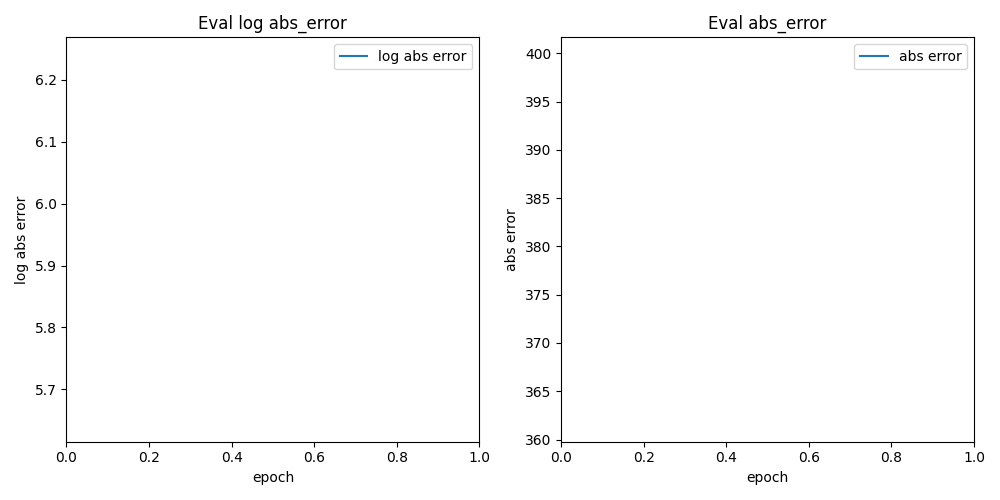 Eval log abs_error
log abs error
6.2
6.1
6.0
5.9
5.8
5.7
log abs error
0.0 0.2 0.4 0.6 0.8 1.0
epoch
Eval abs_error
abs error
400
395
390
385
380
375
370
365
360
abs error
0.0 0.2 0.4 0.6 0.8 1.0
epoch